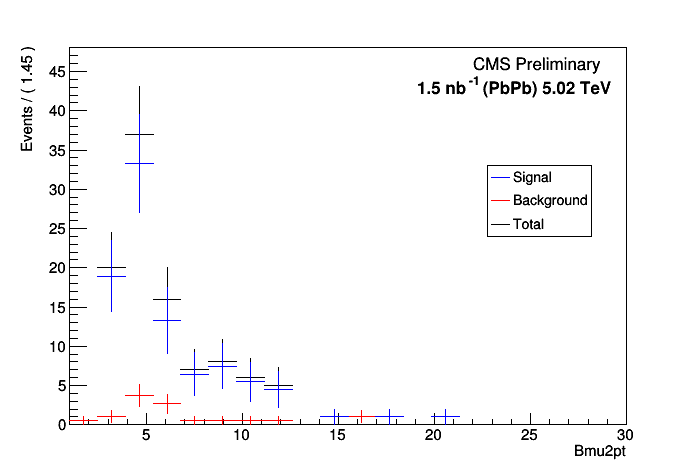 CMS Preliminary
1.5 nb⁻¹ (PbPb) 5.02 TeV
Events / ( 1.45 )
45
40
35
30
25
20
15
10
5
0
Signal
Background
Total
5 10 15 20 25 30
Bmu2pt